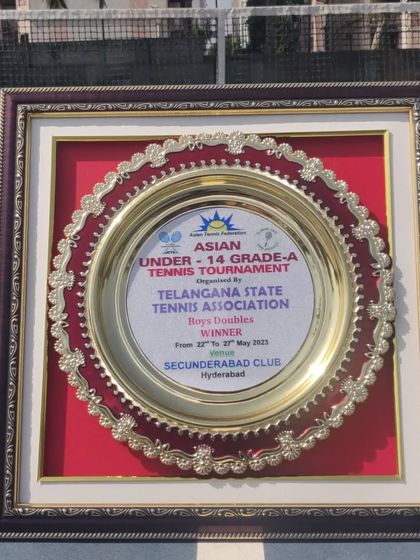 Asian Tennis Federation
ASIAN
UNDER - 14 GRADE-A
TENNIS TOURNAMENT
Organised By
TELANGANA STATE
TENNIS ASSOCIATION
Boys Doubles
WINNER
From 22nd To 27th May 2023
Venue
SECUNDERABAD CLUB
Hyderabad